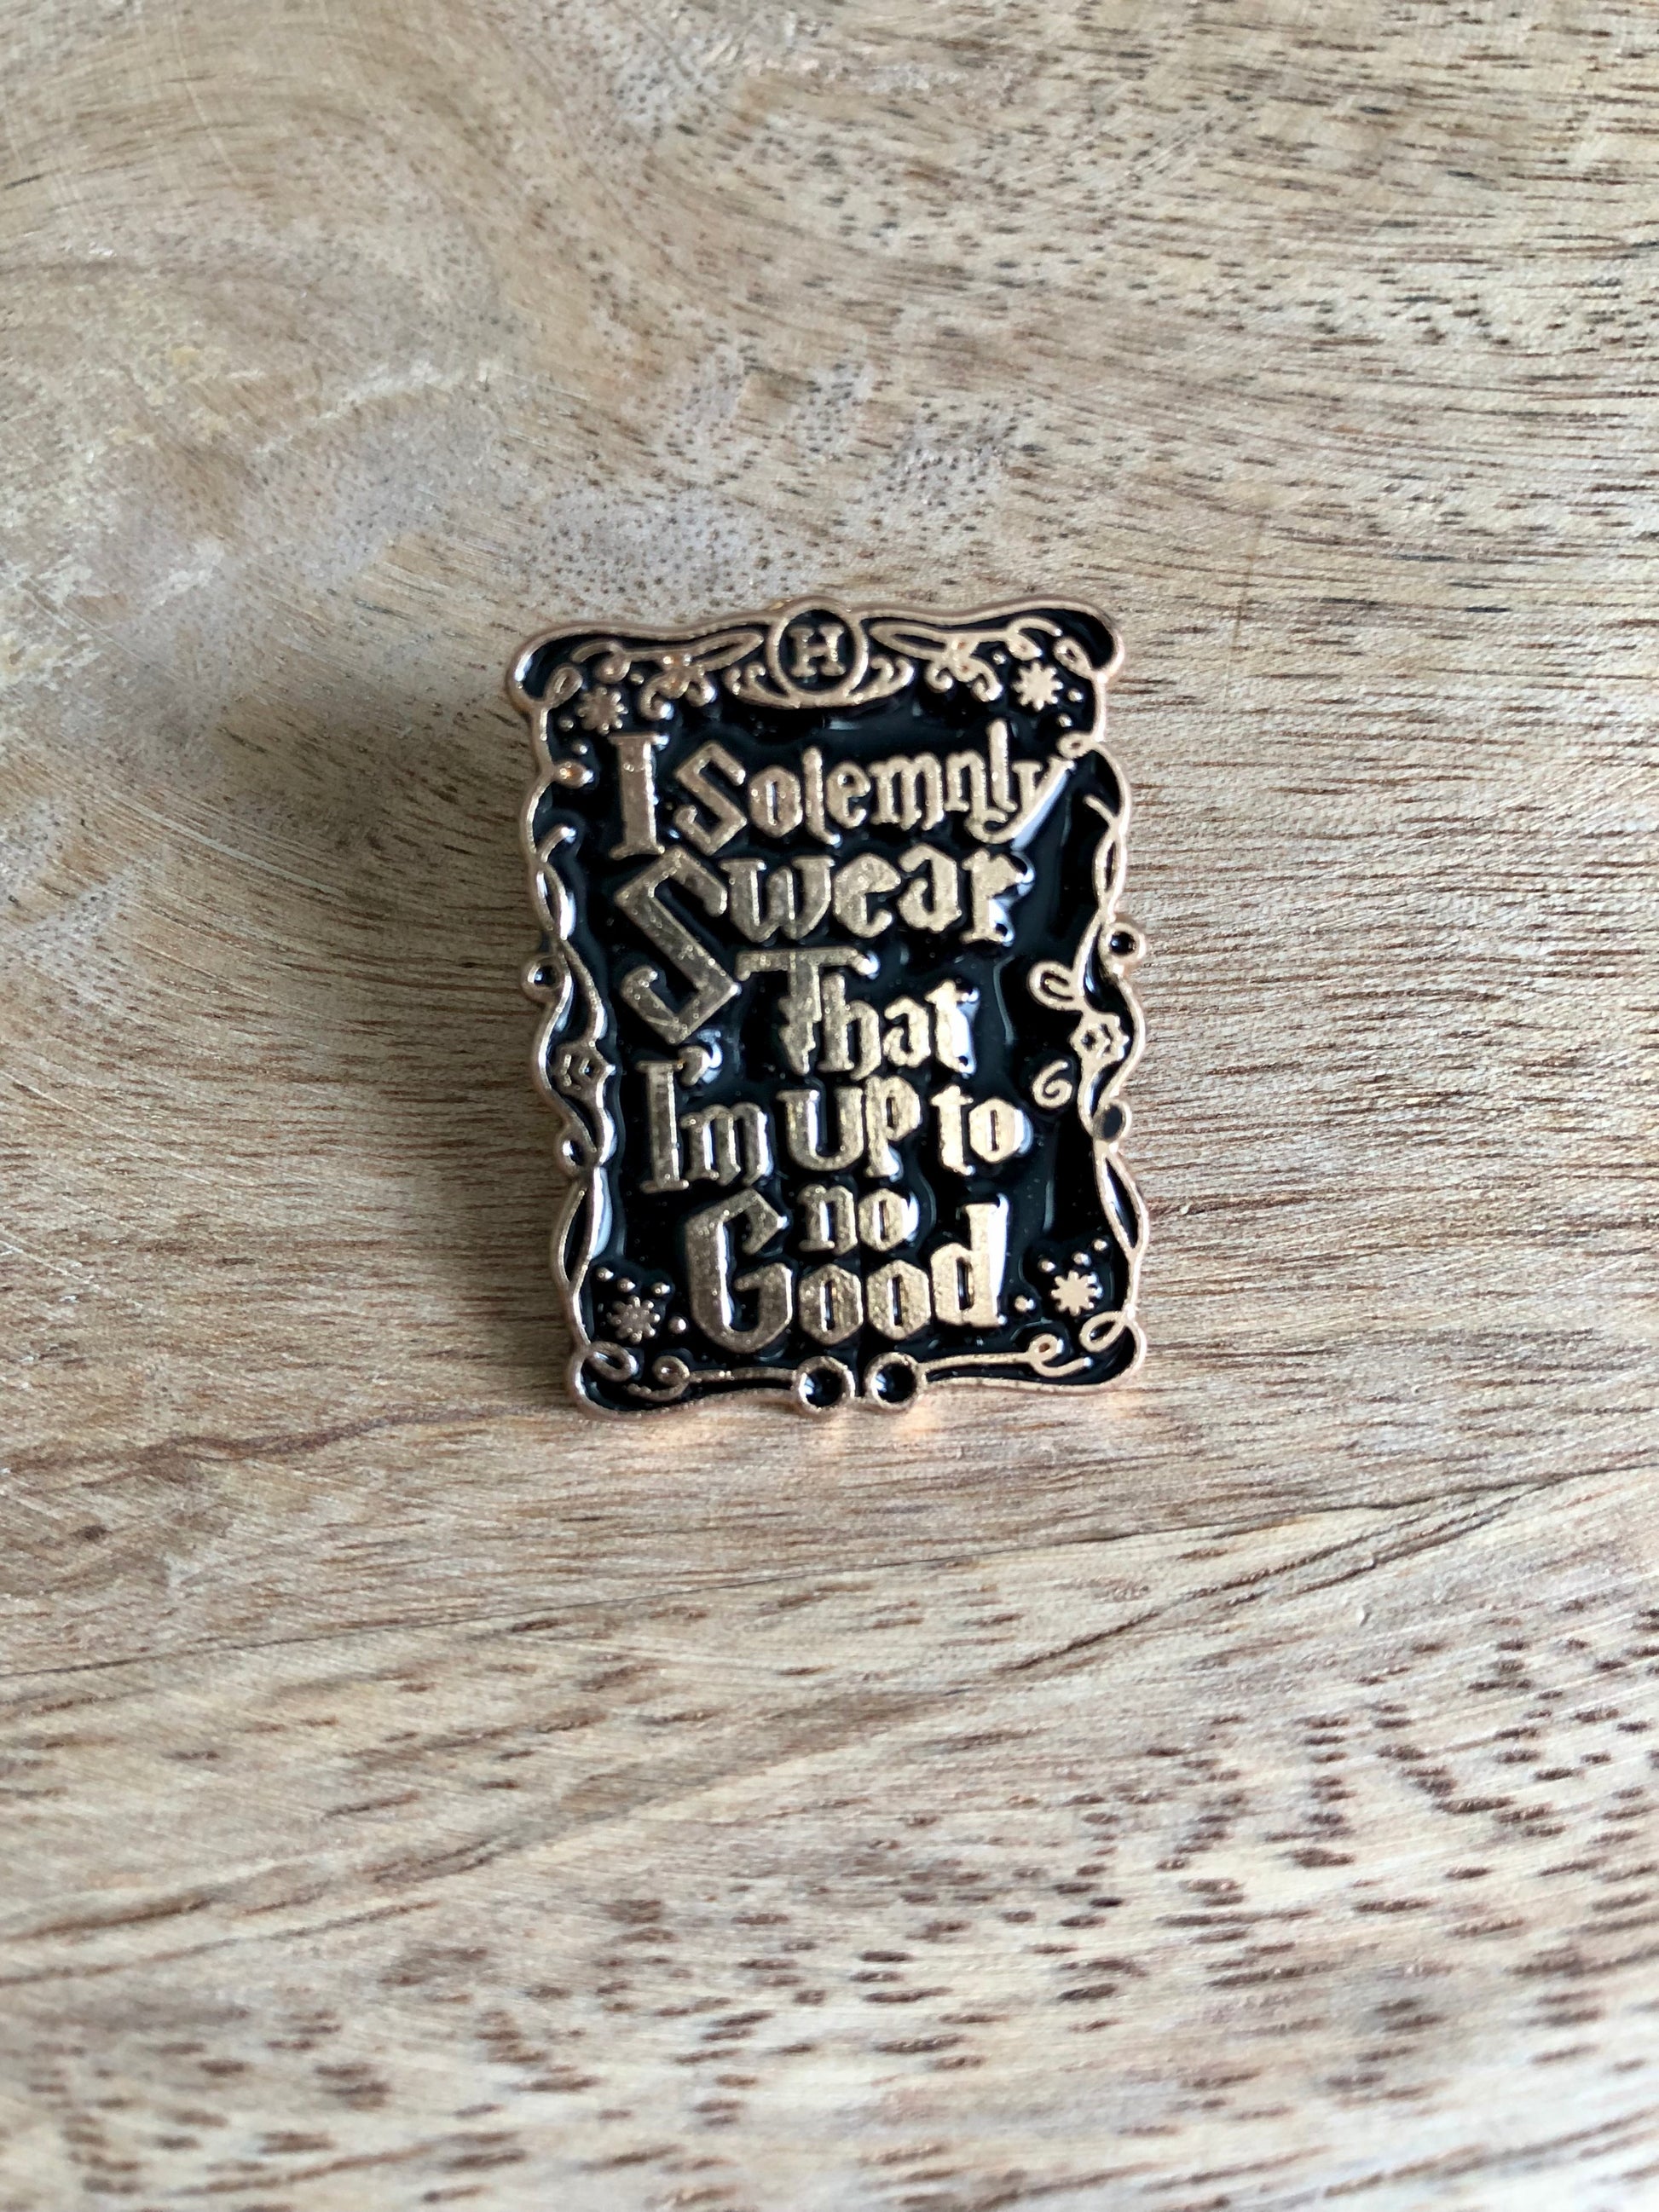 H
I Solemnly
Swear
That
I'm up to
no
Good